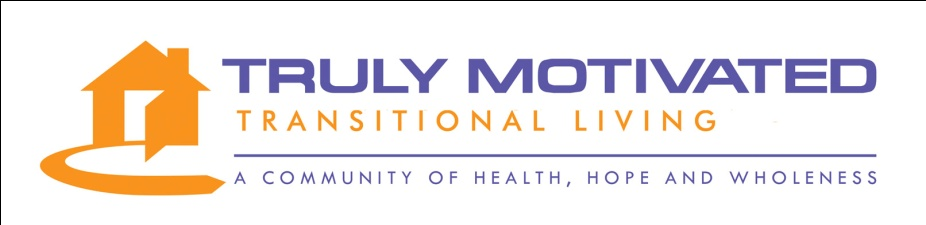 TRULY MOTIVATED
TRANSITIONAL LIVING
A COMMUNITY OF HEALTH, HOPE AND WHOLENESS